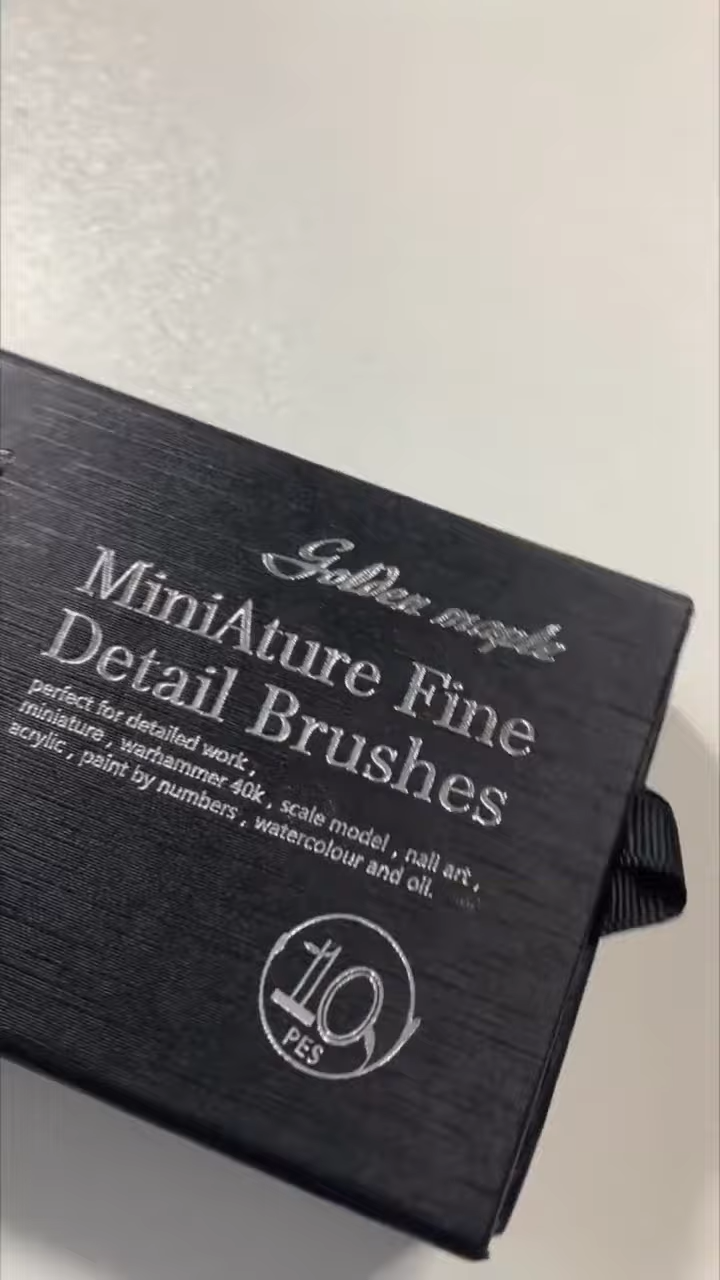 Golden maple
MiniAture Fine
Detail Brushes
perfect for detailed work ,
miniature , warhammer 40k , scale model , nail art ,
acrylic , paint by numbers , watercolour and oil.
10
PES